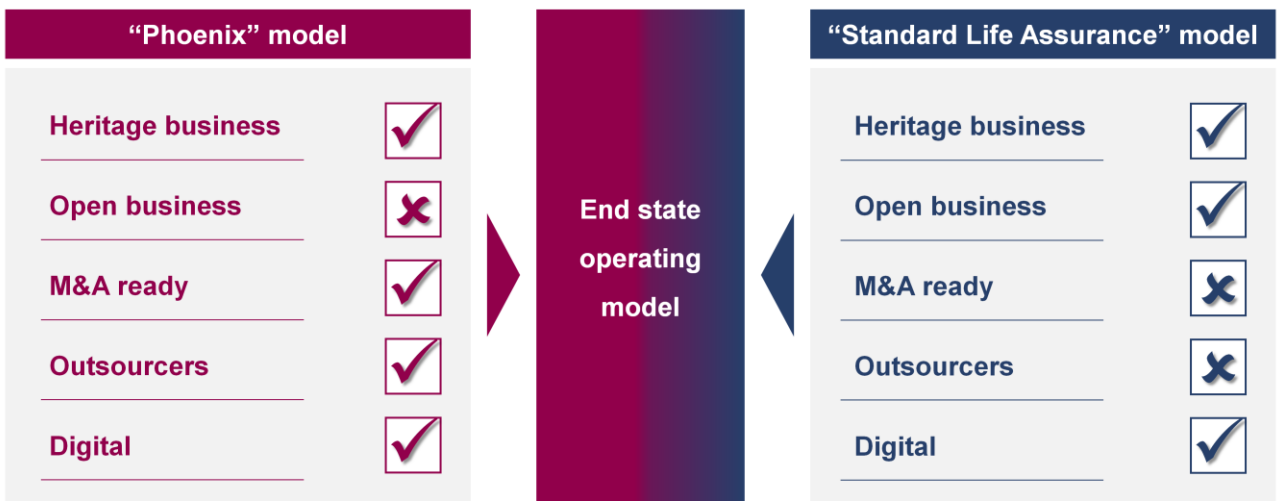 “Phoenix” model
Heritage business
Open business
M&A ready
Outsourcers
Digital
End state
operating
model
“Standard Life Assurance” model
Heritage business
Open business
M&A ready
Outsourcers
Digital